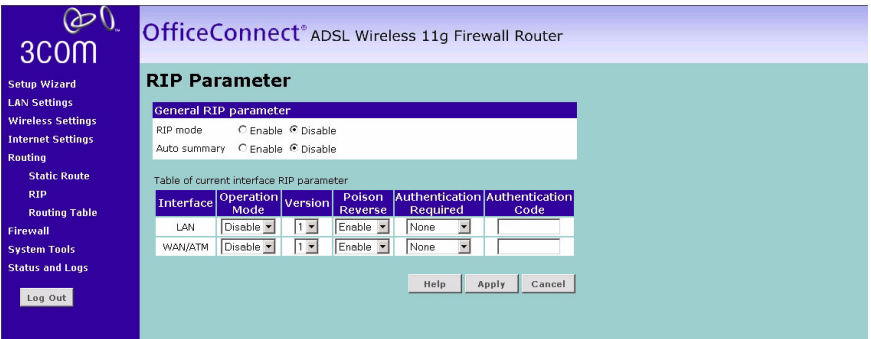 3COM
OfficeConnect® ADSL Wireless 11g Firewall Router
Setup Wizard
LAN Settings
Wireless Settings
Internet Settings
Routing
Static Route
RIP
Routing Table
Firewall
System Tools
Status and Logs
Log Out
RIP Parameter
General RIP parameter
RIP mode Enable Disable
Auto summary Enable Disable
Table of current interface RIP parameter
Interface Operation Mode Version Poison Reverse Authentication Required Authentication Code
LAN Disable 1 Enable None
WAN/ATM Disable 1 Enable None
Help Apply Cancel